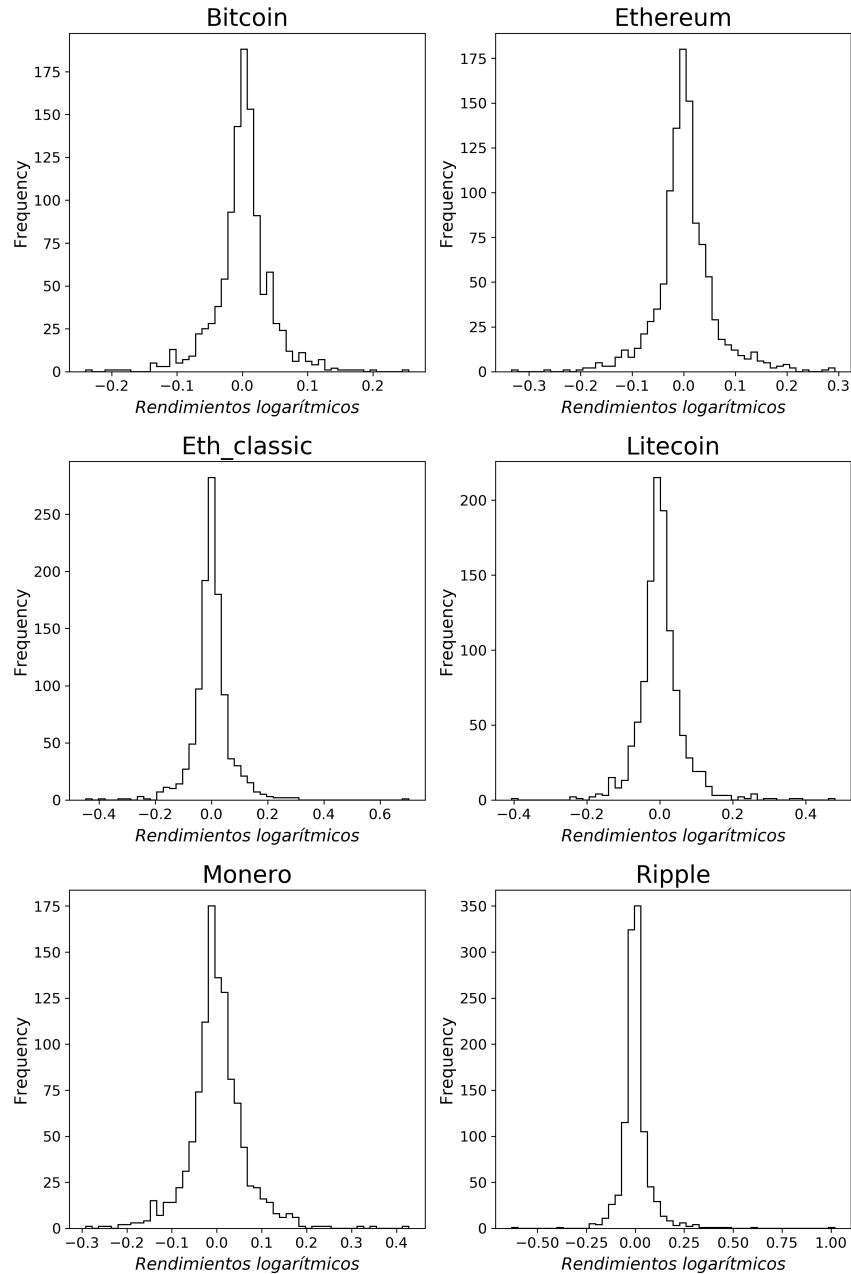 Bitcoin
175
150
125
100
75
50
25
0
Frequency
−0.2 −0.1 0.0 0.1 0.2
Rendimientos logarítmicos
Ethereum
175
150
125
100
75
50
25
0
Frequency
−0.3 −0.2 −0.1 0.0 0.1 0.2 0.3
Rendimientos logarítmicos
Eth_classic
250
200
150
100
50
0
Frequency
−0.4 −0.2 0.0 0.2 0.4 0.6
Rendimientos logarítmicos
Litecoin
200
150
100
50
0
Frequency
−0.4 −0.2 0.0 0.2 0.4
Rendimientos logarítmicos
Monero
175
150
125
100
75
50
25
0
Frequency
−0.3 −0.2 −0.1 0.0 0.1 0.2 0.3 0.4
Rendimientos logarítmicos
Ripple
350
300
250
200
150
100
50
0
Frequency
−0.50 −0.25 0.00 0.25 0.50 0.75 1.00
Rendimientos logarítmicos